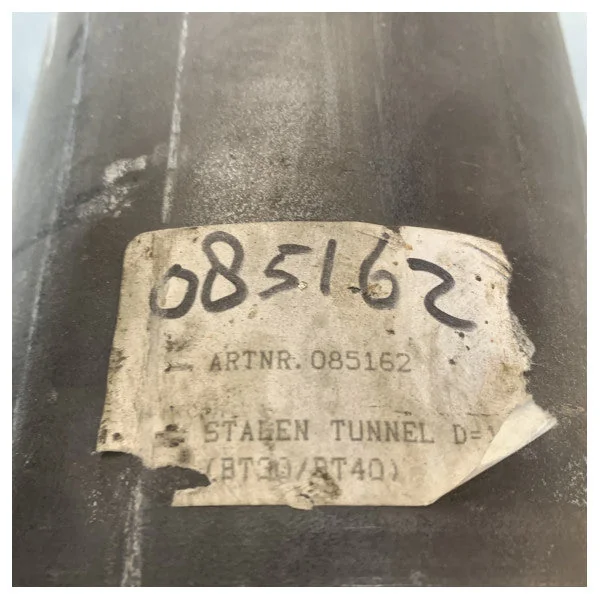 085162
ARTNR. 085162
STALEN TUNNEL D=
(BT30/BT40)